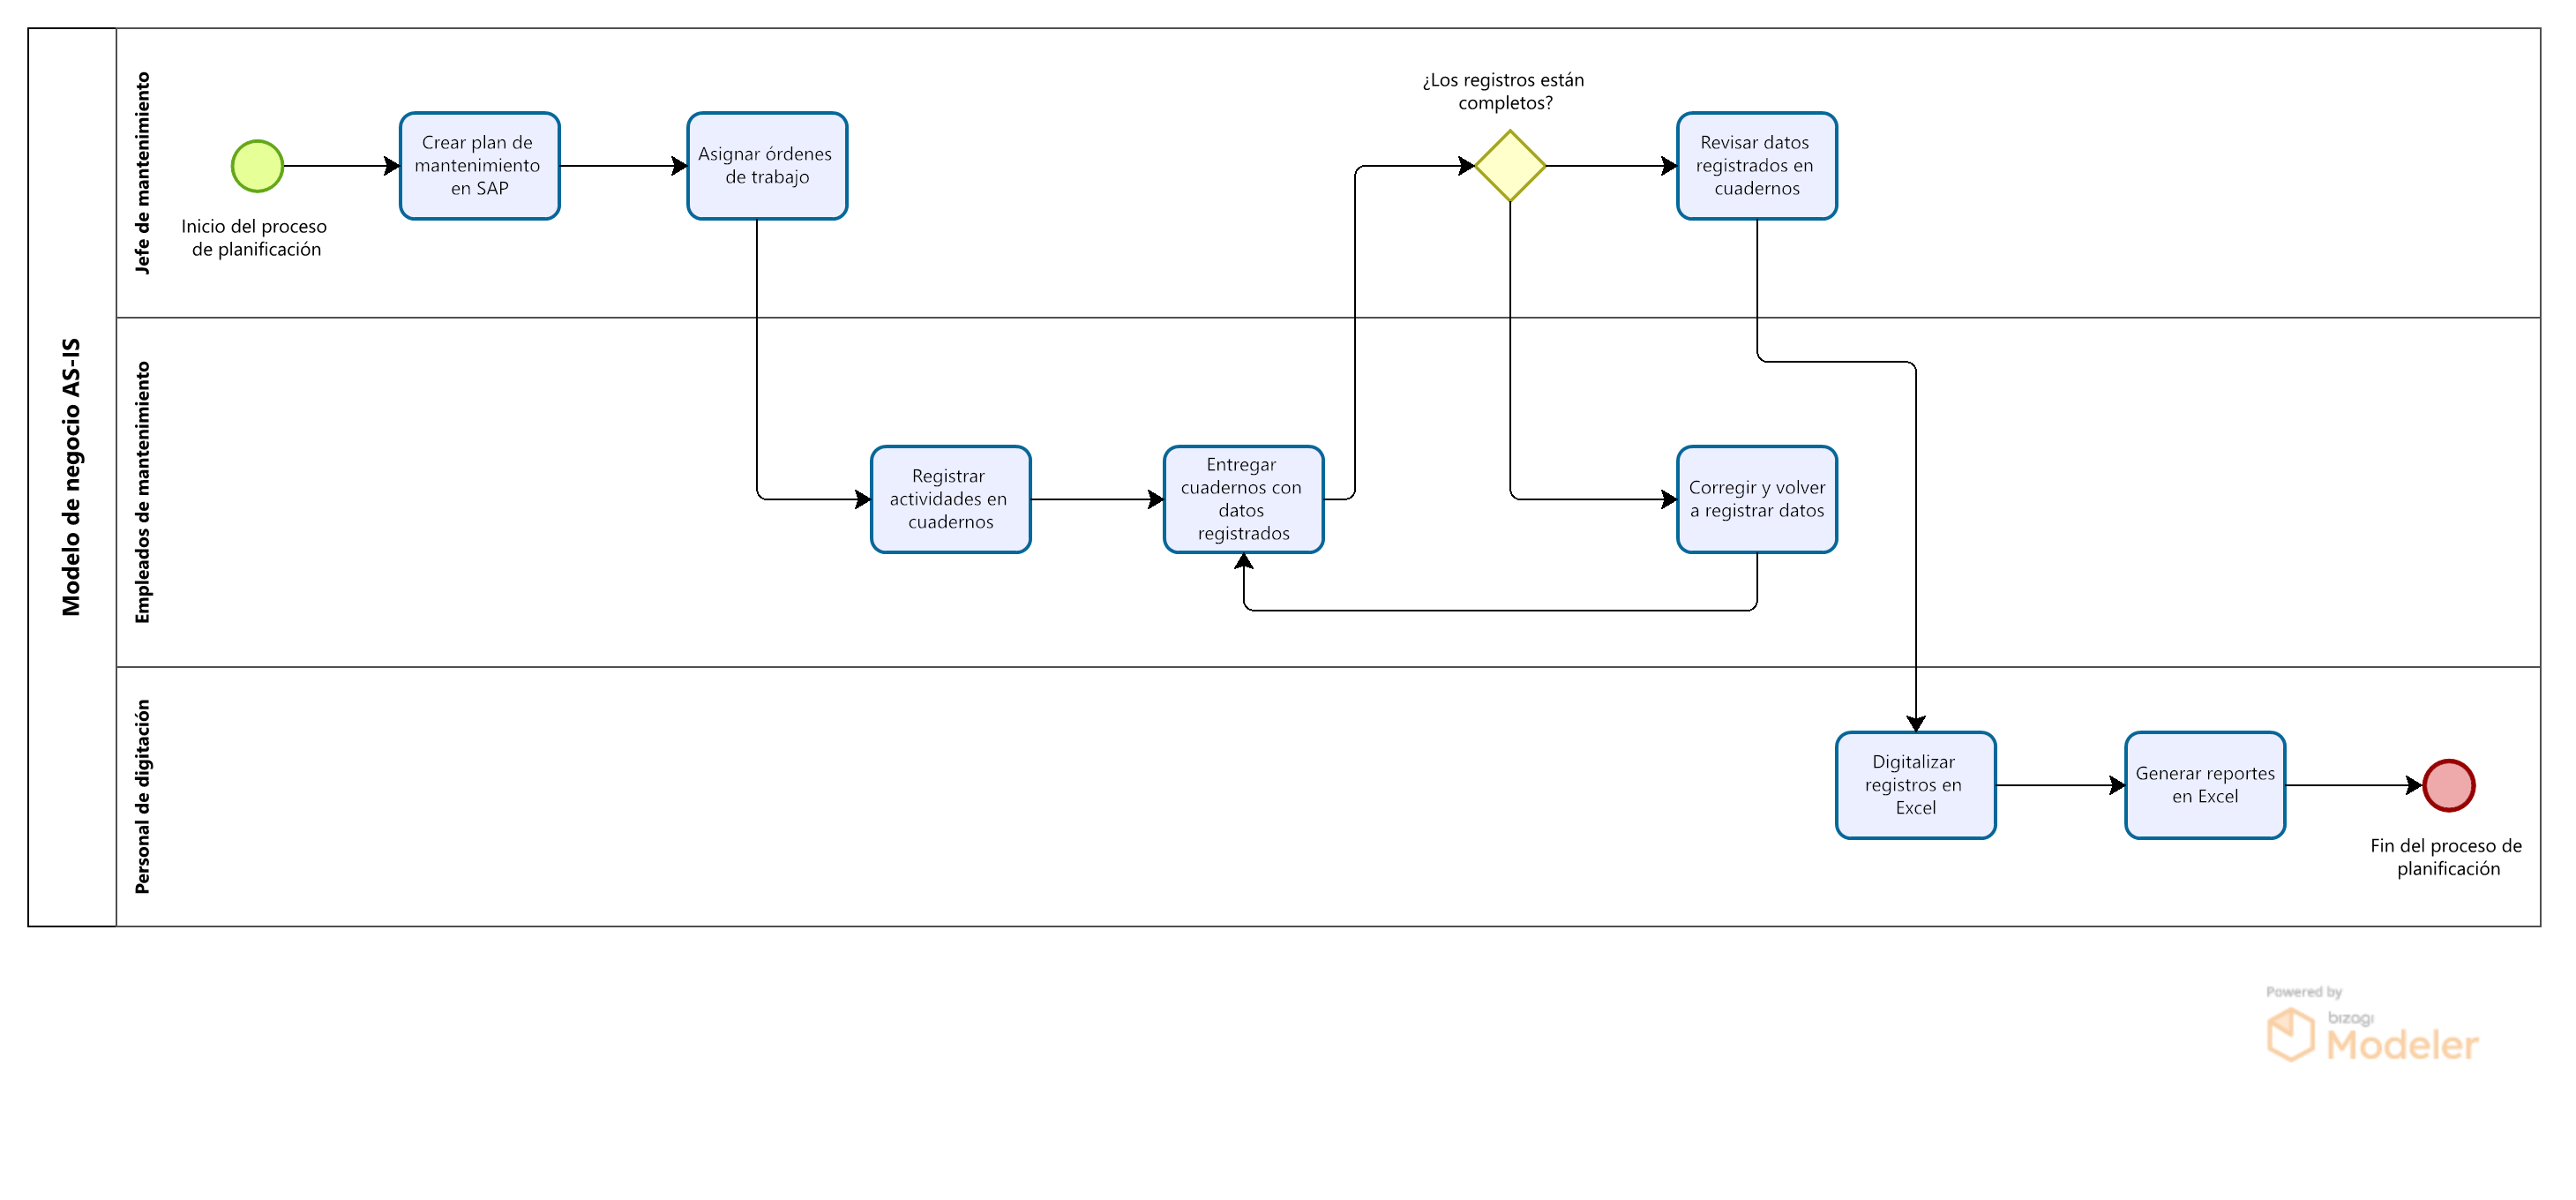 Modelo de negocio AS-IS
Jefe de mantenimiento
Inicio del proceso
de planificación
Crear plan de
mantenimiento
en SAP
Asignar órdenes
de trabajo
¿Los registros están
completos?
Revisar datos
registrados en
cuadernos
Empleados de mantenimiento
Registrar
actividades en
cuadernos
Entregar
cuadernos con
datos
registrados
Corregir y volver
a registrar datos
Personal de digitación
Digitalizar
registros en
Excel
Generar reportes
en Excel
Fin del proceso de
planificación
Powered by
bizagi
Modeler